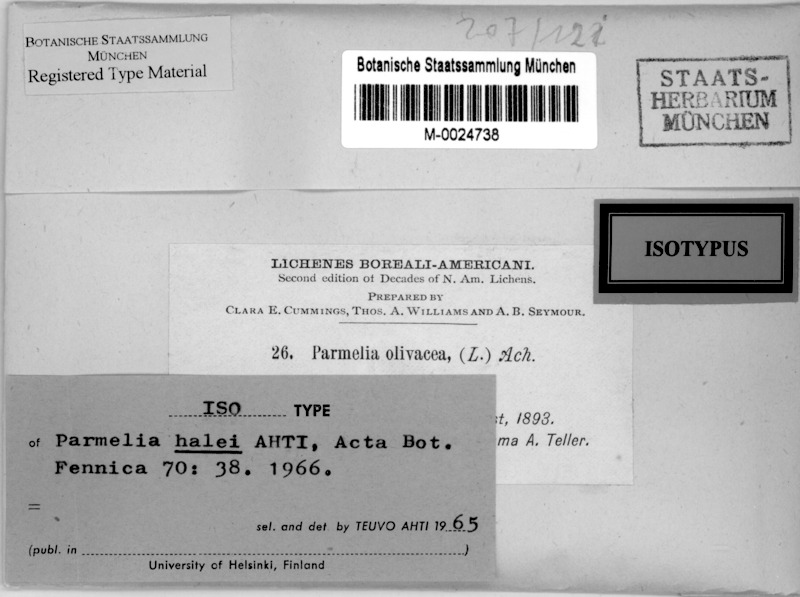 207/122
BOTANISCHE STAATSSAMMLUNG
MÜNCHEN
Registered Type Material
Botanische Staatssammlung München
M-0024738
STAATS-
HERBARIUM
MÜNCHEN
ISOTYPUS
LICHENES BOREALI-AMERICANI.
Second edition of Decades of N. Am. Lichens.
PREPARED BY
CLARA E. CUMMINGS, THOS. A. WILLIAMS AND A. B. SEYMOUR.
26. Parmelia olivacea, (L.) Ach.
st, 1893.
ma A. Teller.
ISO TYPE
of Parmelia halei AHTI, Acta Bot.
Fennica 70: 38. 1966.
=
sel. and det by TEUVO AHTI 1965
(publ. in )
University of Helsinki, Finland